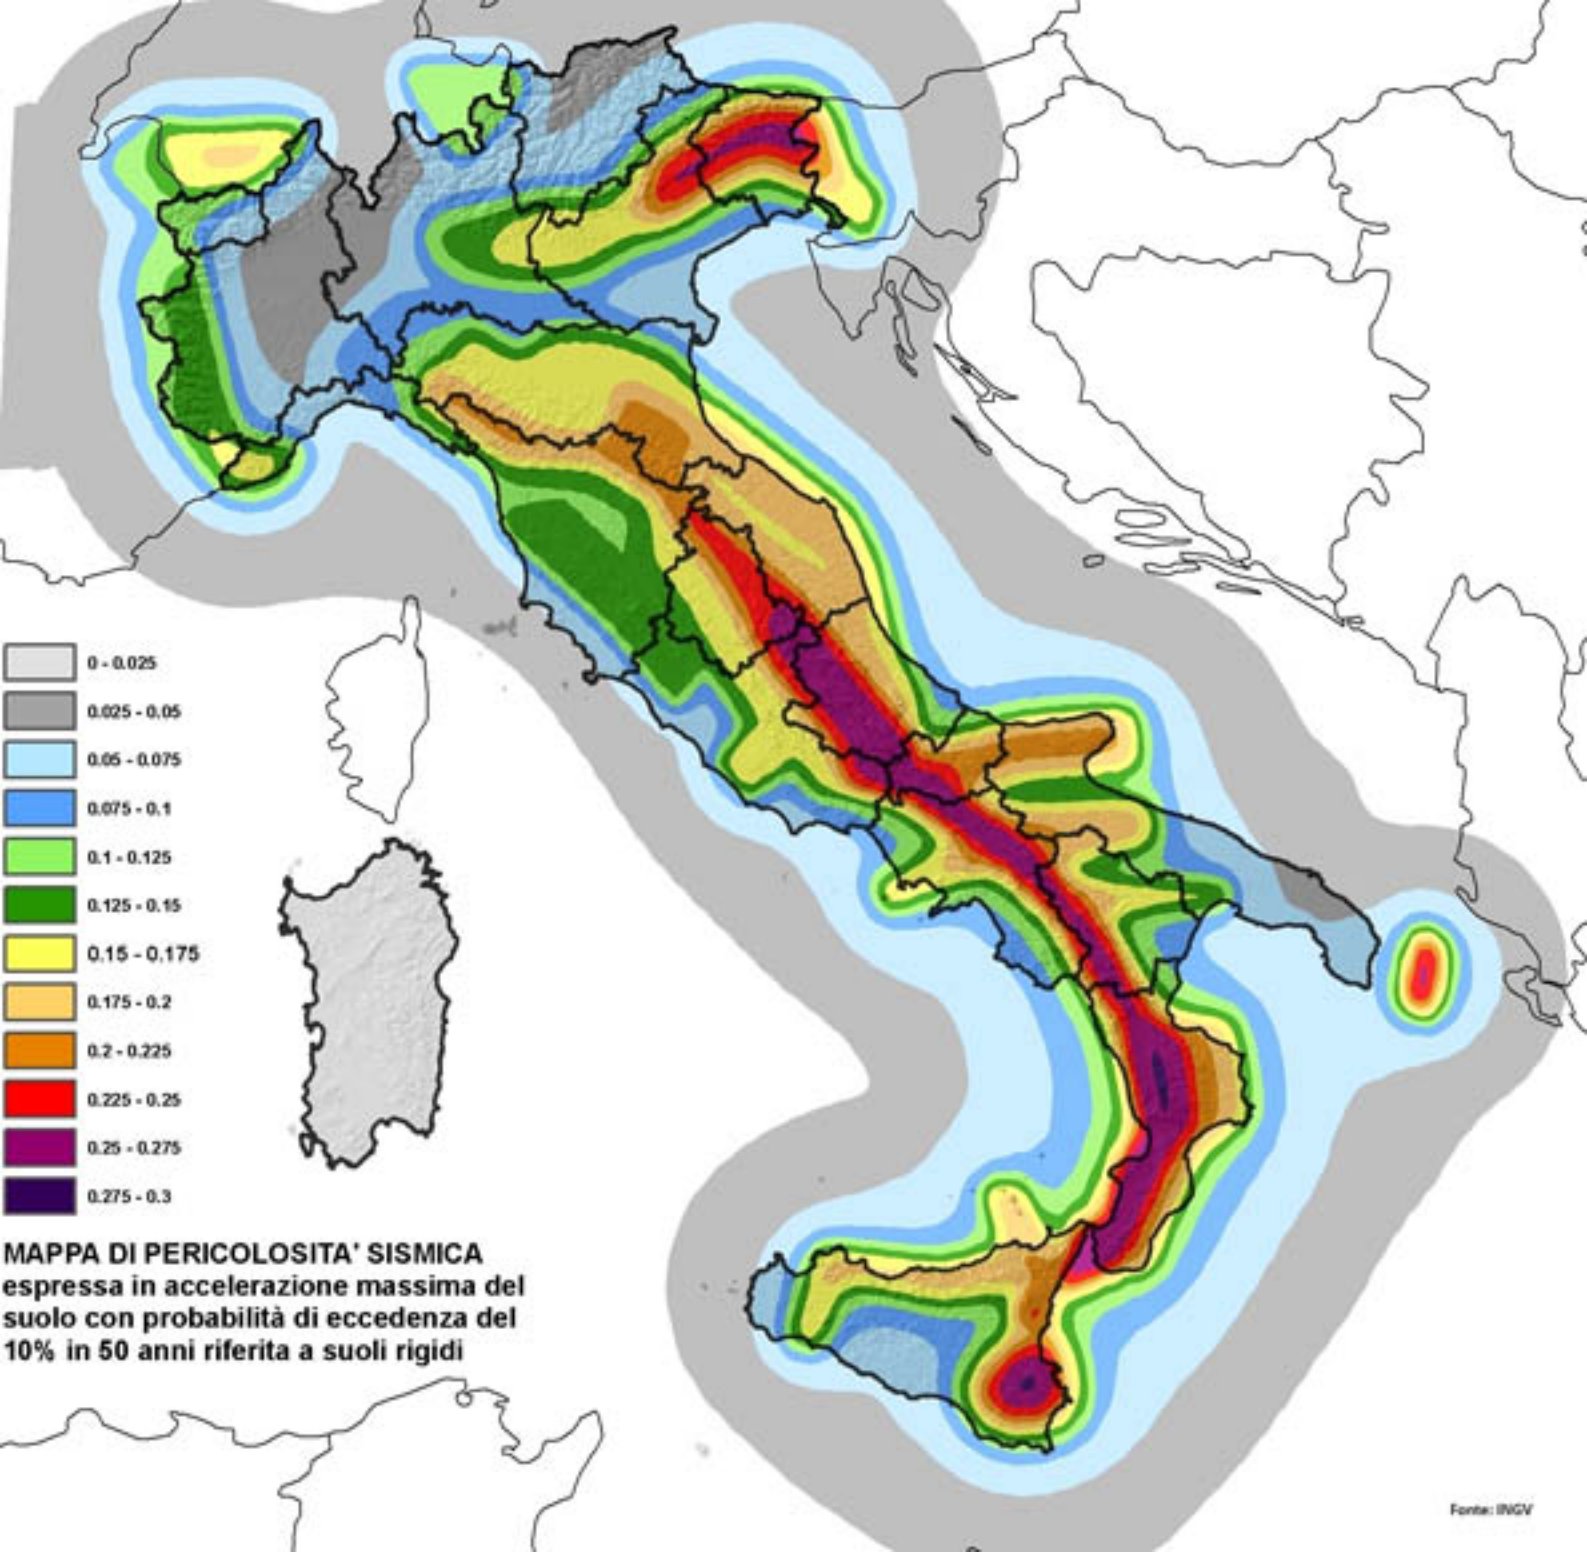 0 - 0.025
0.025 - 0.05
0.05 - 0.075
0.075 - 0.1
0.1 - 0.125
0.125 - 0.15
0.15 - 0.175
0.175 - 0.2
0.2 - 0.225
0.225 - 0.25
0.25 - 0.275
0.275 - 0.3
MAPPA DI PERICOLOSITA' SISMICA
espressa in accelerazione massima del
suolo con probabilità di eccedenza del
10% in 50 anni riferita a suoli rigidi
Fonte: INGV